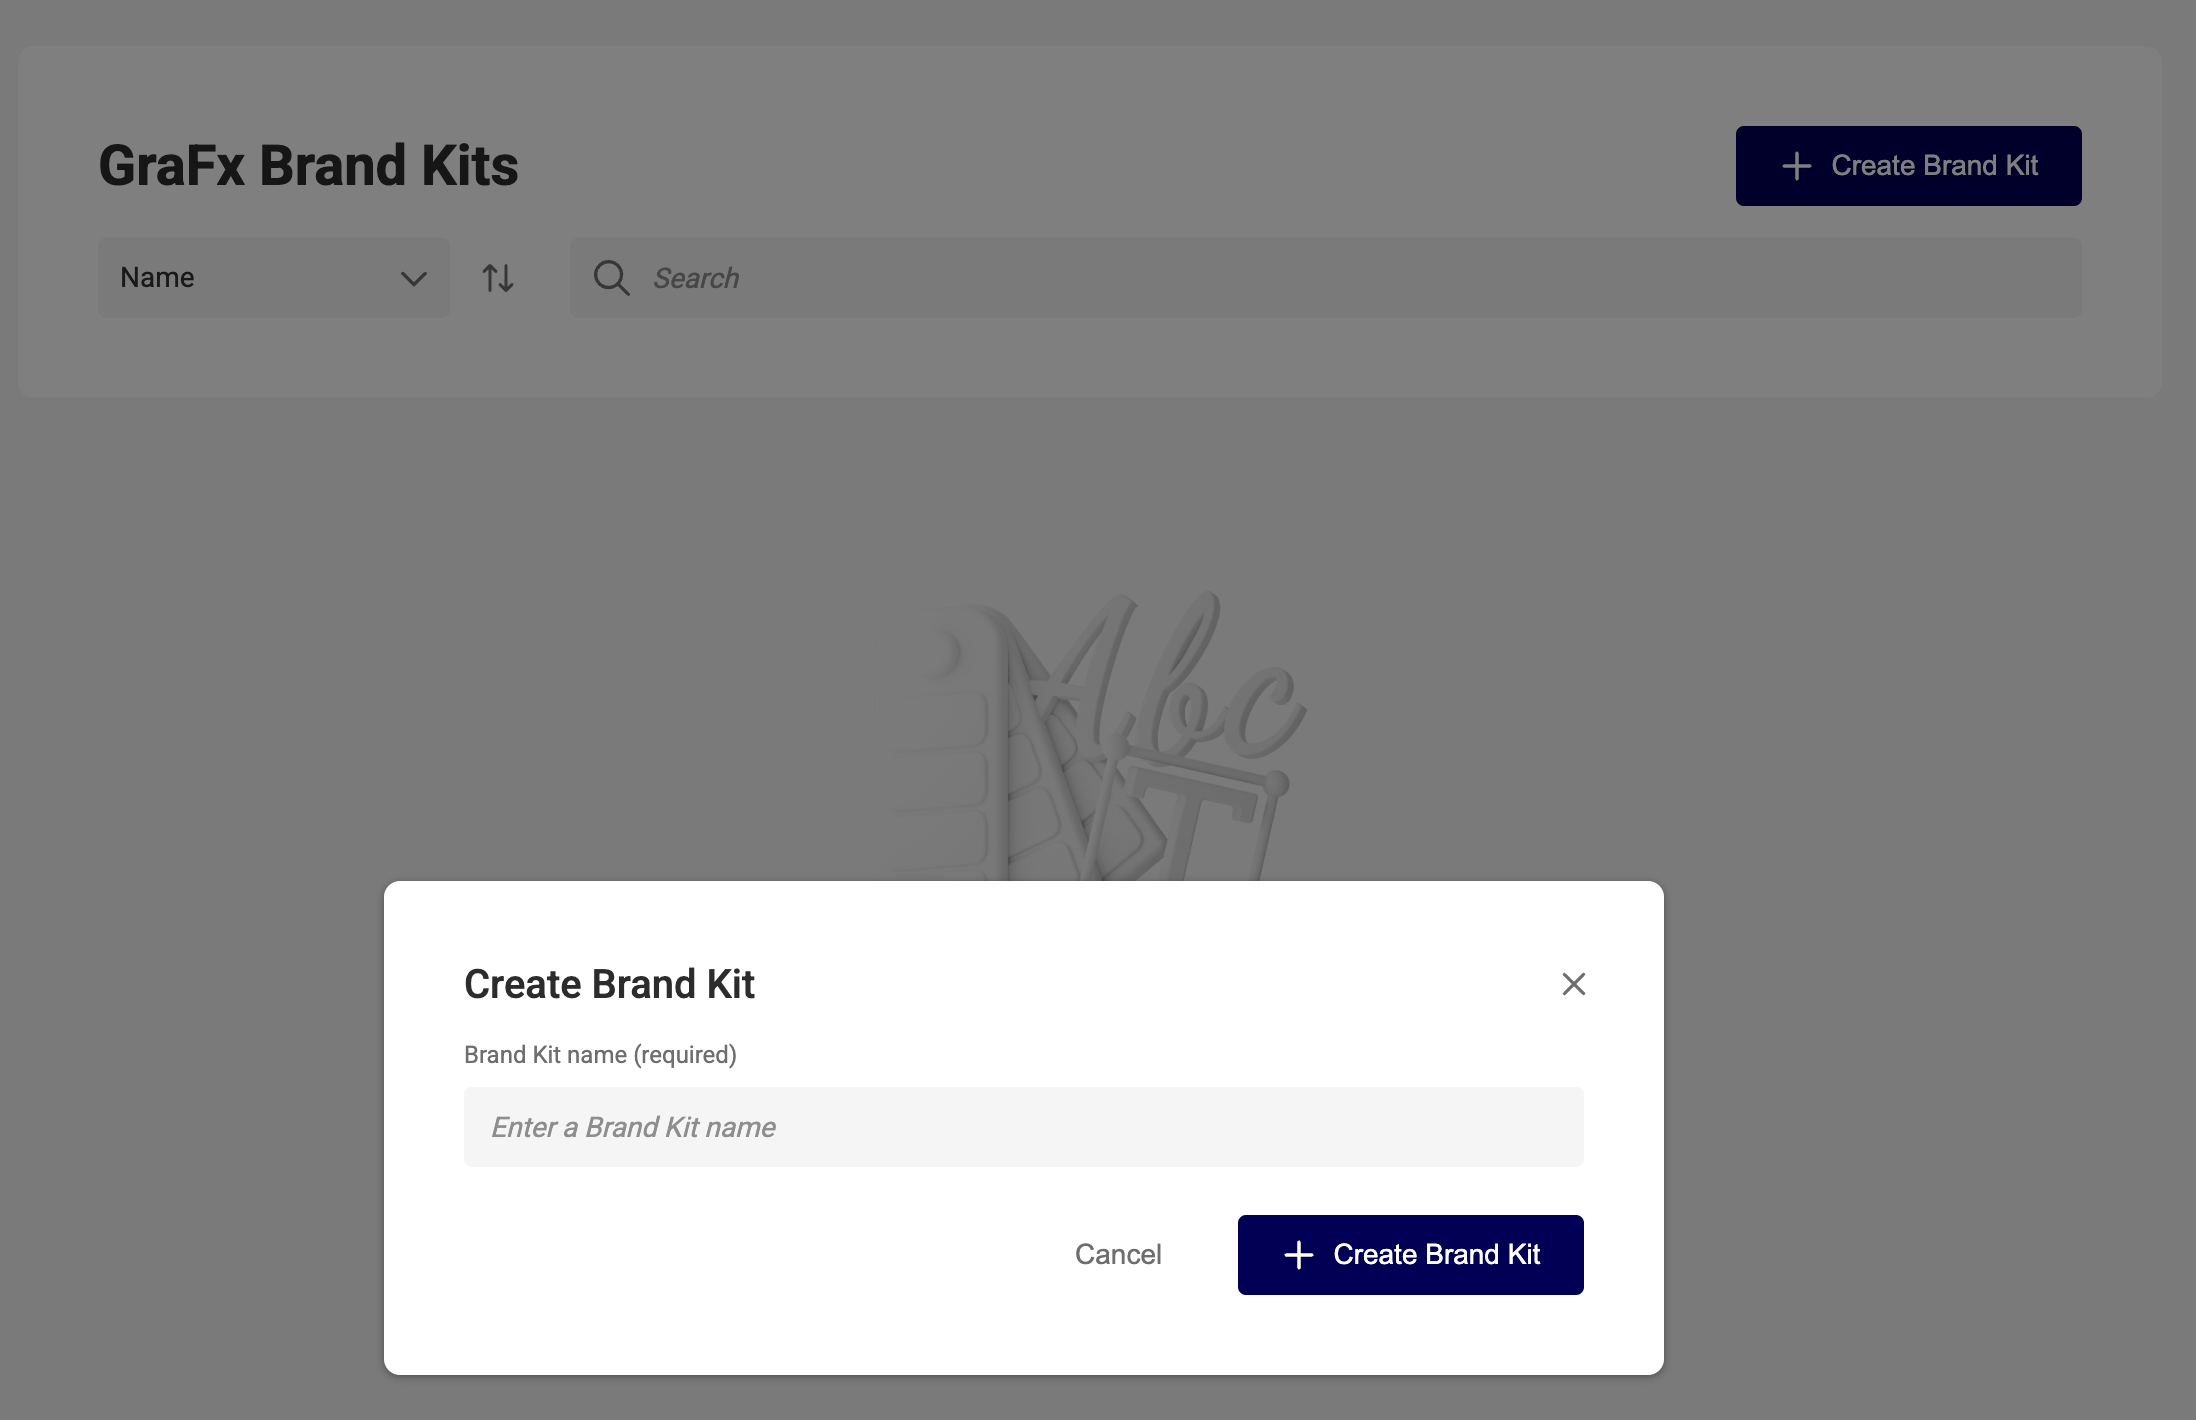 GraFx Brand Kits
Create Brand Kit
Name
Search
Abc
T
Create Brand Kit
Brand Kit name (required)
Enter a Brand Kit name
Cancel
Create Brand Kit